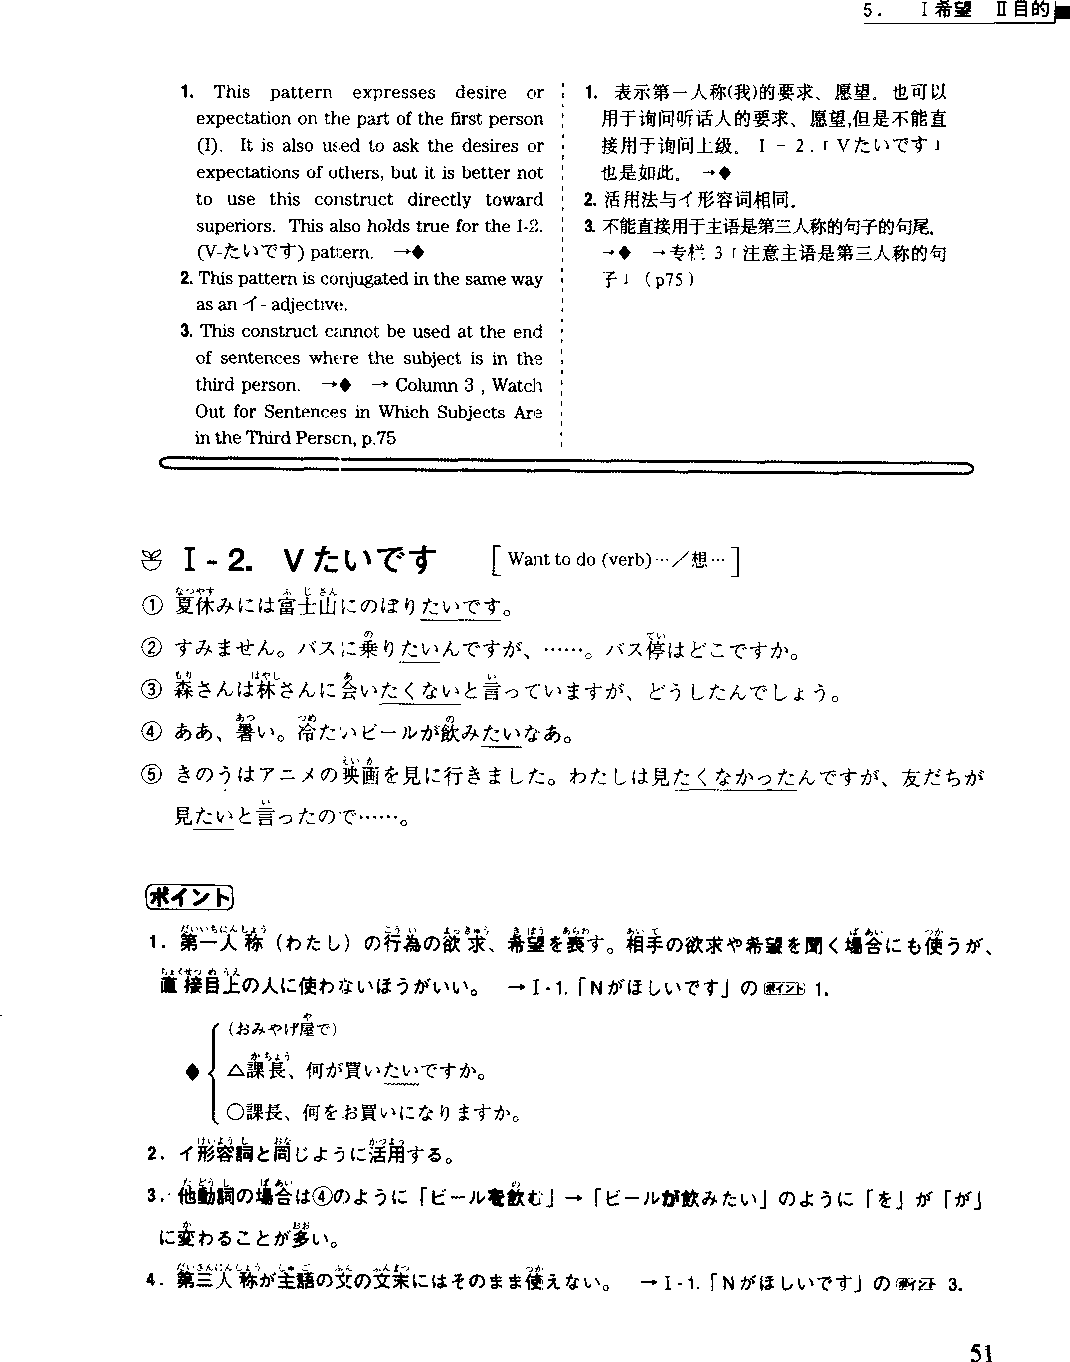 5. Ⅰ希望 Ⅱ目的
1. This pattern expresses desire or
expectation on the part of the first person
(I). It is also used to ask the desires or
expectations of others, but it is better not
to use this construct directly toward
superiors. This also holds true for the I-2.
(V-たいです) pattern. →◆
2. This pattern is conjugated in the same way
as an イ- adjective.
3. This construct cannot be used at the end
of sentences where the subject is in the
third person. →◆ → Column 3 , Watch
Out for Sentences in Which Subjects Are
in the Third Person, p.75
1. 表示第一人称(我)的要求、愿望。也可以
用于询问听话人的要求、愿望,但是不能直
接用于询问上级。Ⅰ-2.「Vたいです」
也是如此。→◆
2. 活用法与イ形容词相同.
3. 不能直接用于主语是第三人称的句子的句尾.
→◆ →专栏 3「注意主语是第三人称的句
子」(p75)
Ⅰ-2. Vたいです [Want to do (verb)…／想…]
① 夏休みには富士山にのぼりたいです。
② すみません。バスに乗りたいんですが、……。バス停はどこですか。
③ 森さんは林さんに会いたくないと言っていますが、どうしたんでしょう。
④ ああ、暑い。冷たいビールが飲みたいなあ。
⑤ きのうはアニメの映画を見に行きました。わたしは見たくなかったんですが、友だちが
見たいと言ったので……。
ポイント
1. 第一人称（わたし）の行為の欲求、希望を表す。相手の欲求や希望を聞く場合にも使うが、
直接目上の人に使わないほうがいい。 →Ⅰ-1.「Nがほしいです」のポイント 1.
(おみやげ屋で)
◆ △課長、何が買いたいですか。
○課長、何をお買いになりますか。
2. イ形容詞と同じように活用する。
3. 他動詞の場合は④のように「ビールを飲む」→「ビールが飲みたい」のように「を」が「が」
に変わることが多い。
4. 第三人称が主語の文の文末にはそのまま使えない。 →Ⅰ-1.「Nがほしいです」のポイント 3.
51